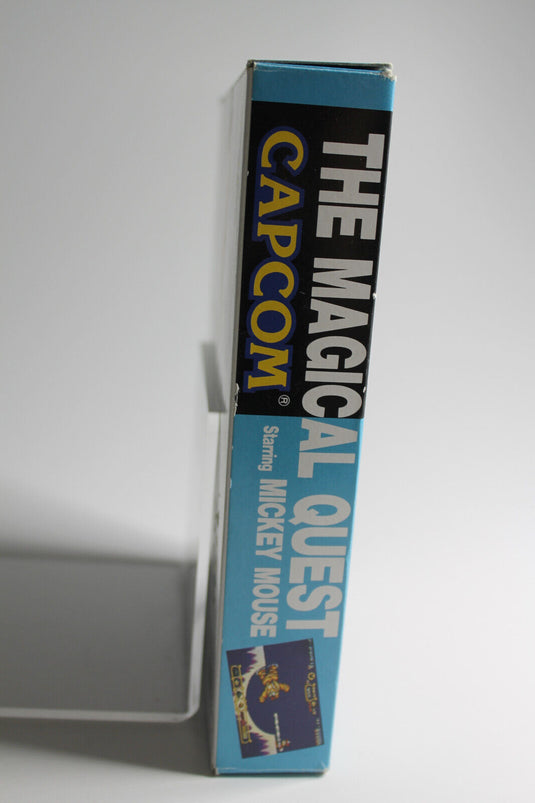 THE MAGICAL QUEST
CAPCOM®
Starring MICKEY MOUSE